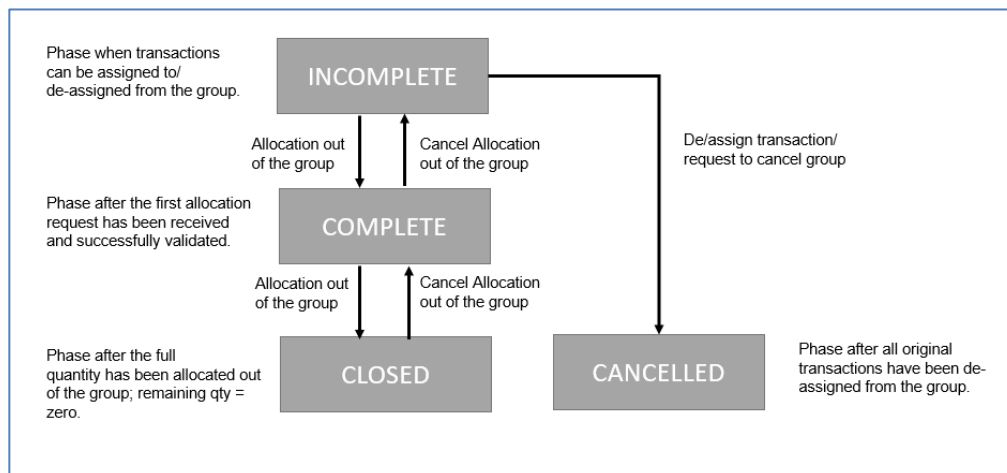 Phase when transactions
can be assigned to/
de-assigned from the group.
INCOMPLETE
Allocation out
of the group
Cancel Allocation
out of the group
De/assign transaction/
request to cancel group
Phase after the first allocation
request has been received
and successfully validated.
COMPLETE
Allocation out
of the group
Cancel Allocation
out of the group
Phase after the full
quantity has been allocated out
of the group; remaining qty =
zero.
CLOSED
CANCELLED
Phase after all original
transactions have been de-
assigned from the group.